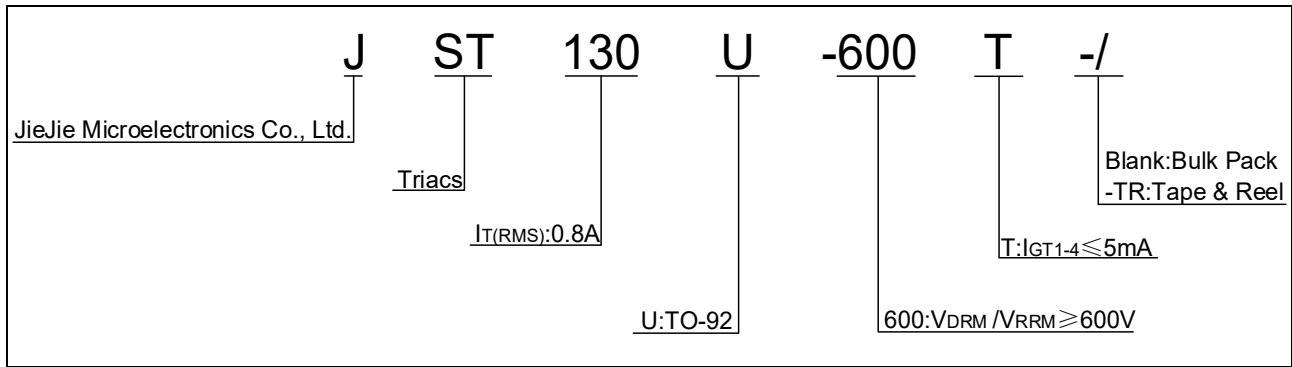 J ST 130 U -600 T -/
JieJie Microelectronics Co., Ltd.
Blank:Bulk Pack
Triacs
-TR:Tape & Reel
IT(RMS):0.8A
T:IGT1-4≤5mA
U:TO-92
600:VDRM /VRRM≥600V